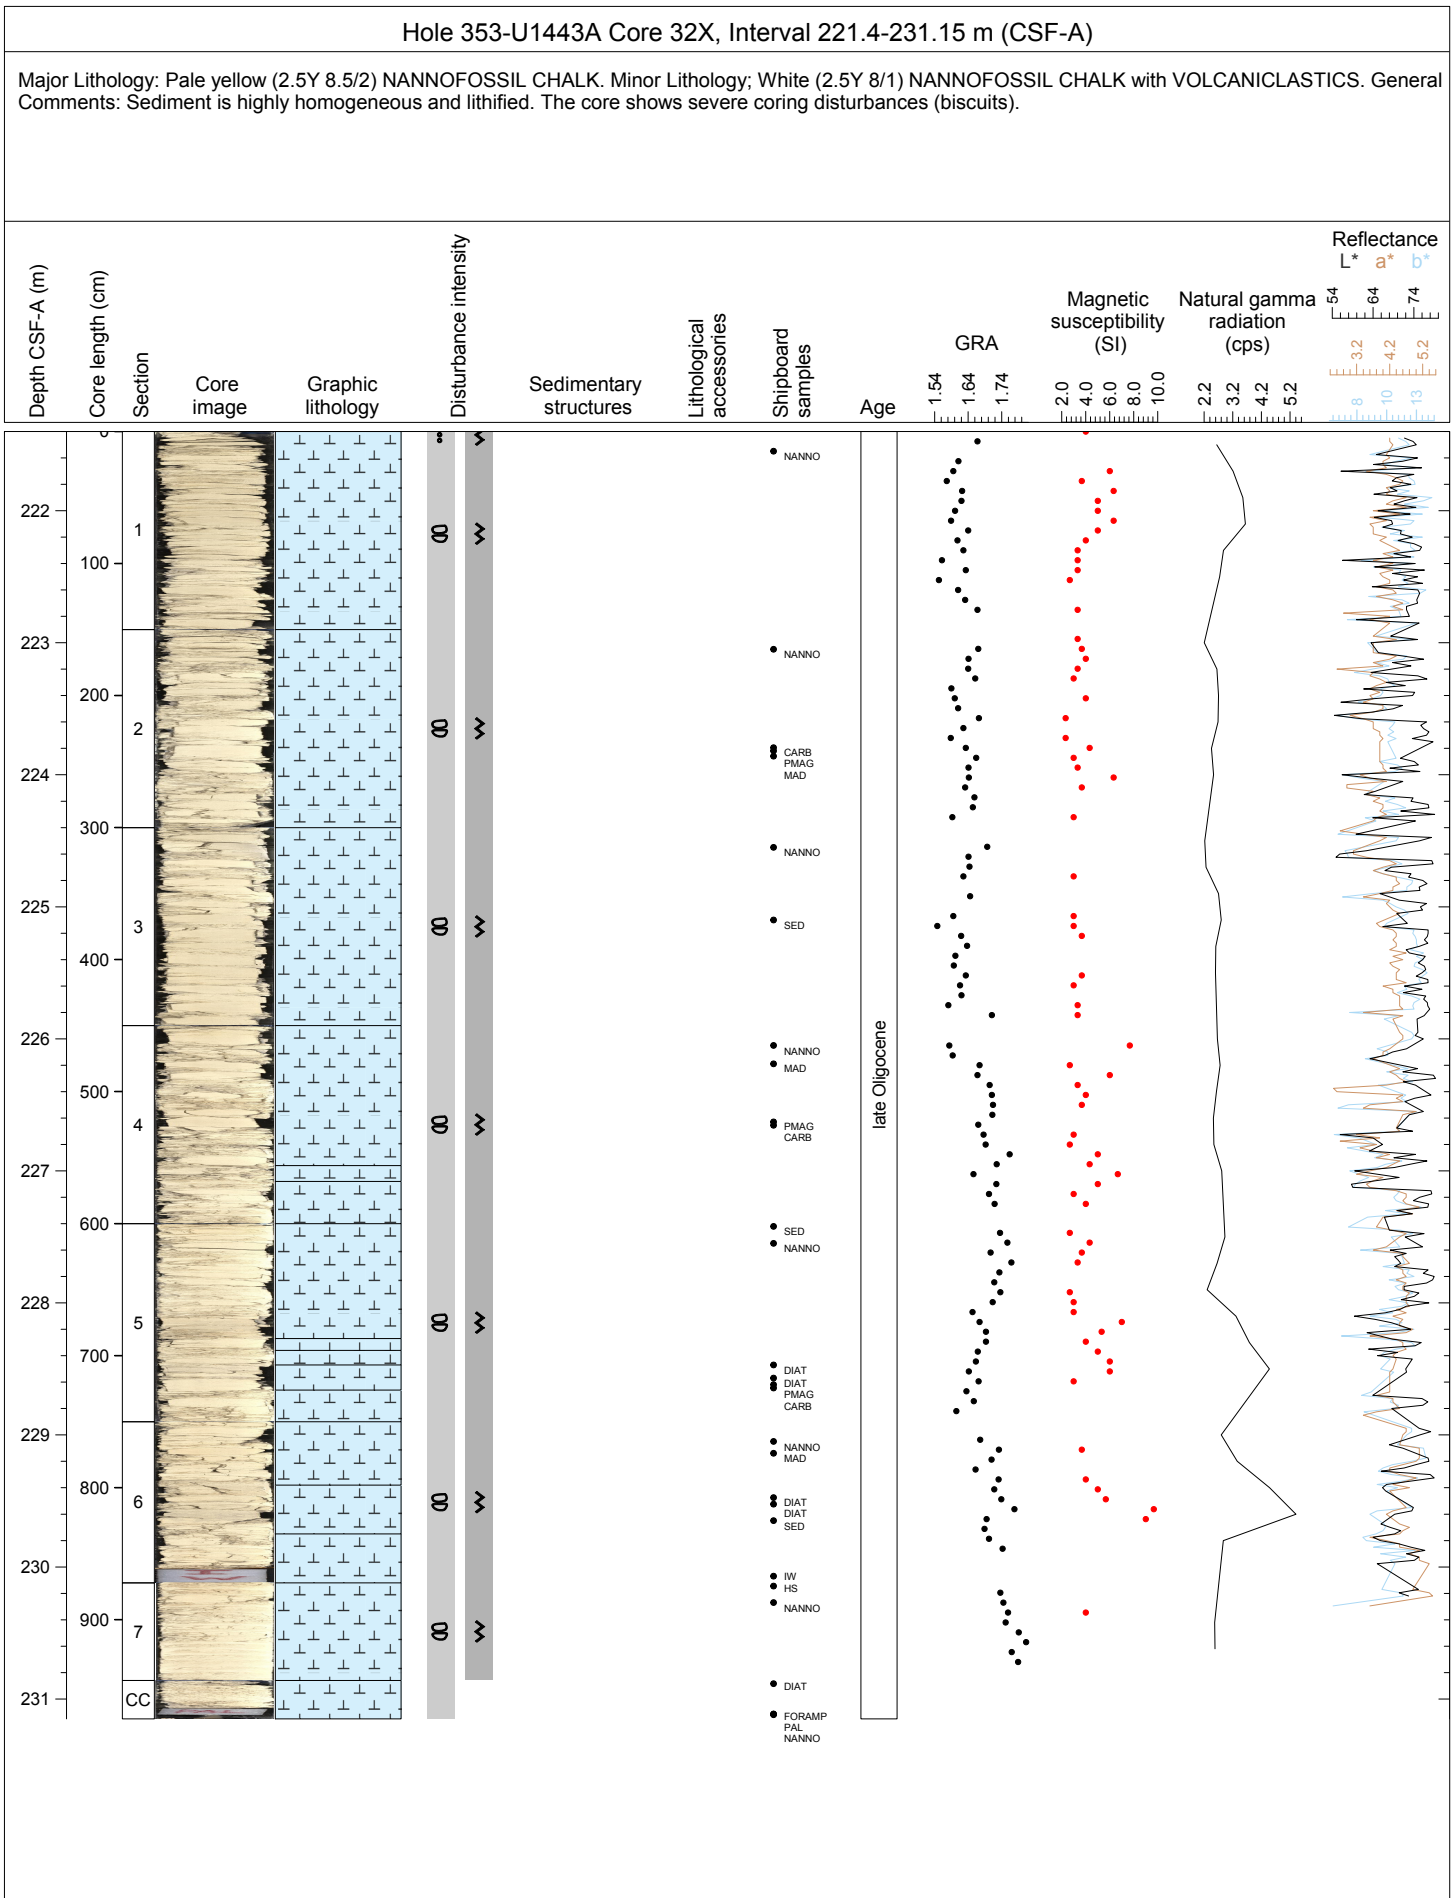 Hole 353-U1443A Core 32X, Interval 221.4-231.15 m (CSF-A)
Major Lithology: Pale yellow (2.5Y 8.5/2) NANNOFOSSIL CHALK. Minor Lithology; White (2.5Y 8/1) NANNOFOSSIL CHALK with VOLCANICLASTICS. General
Comments: Sediment is highly homogeneous and lithified. The core shows severe coring disturbances (biscuits).
Depth CSF-A (m)
Core length (cm)
Section
Core
image
Graphic
lithology
Disturbance intensity
Sedimentary
structures
Lithological
accessories
Shipboard
samples
Age
GRA
1.54 1.64 1.74
Magnetic
susceptibility
(SI)
2.0 4.0 6.0 8.0 10.0
Natural gamma
radiation
(cps)
2.2 3.2 4.2 5.2
Reflectance
L* a* b*
54 64 74
3.2 4.2 5.2
8 10 13
0
222
223
224
225
226
227
228
229
230
231
100
200
300
400
500
600
700
800
900
1
2
3
4
5
6
7
CC
NANNO
NANNO
CARB
PMAG
MAD
NANNO
SED
NANNO
MAD
PMAG
CARB
SED
NANNO
DIAT
DIAT
PMAG
CARB
NANNO
MAD
DIAT
DIAT
SED
IW
HS
NANNO
DIAT
FORAMP
PAL
NANNO
late Oligocene